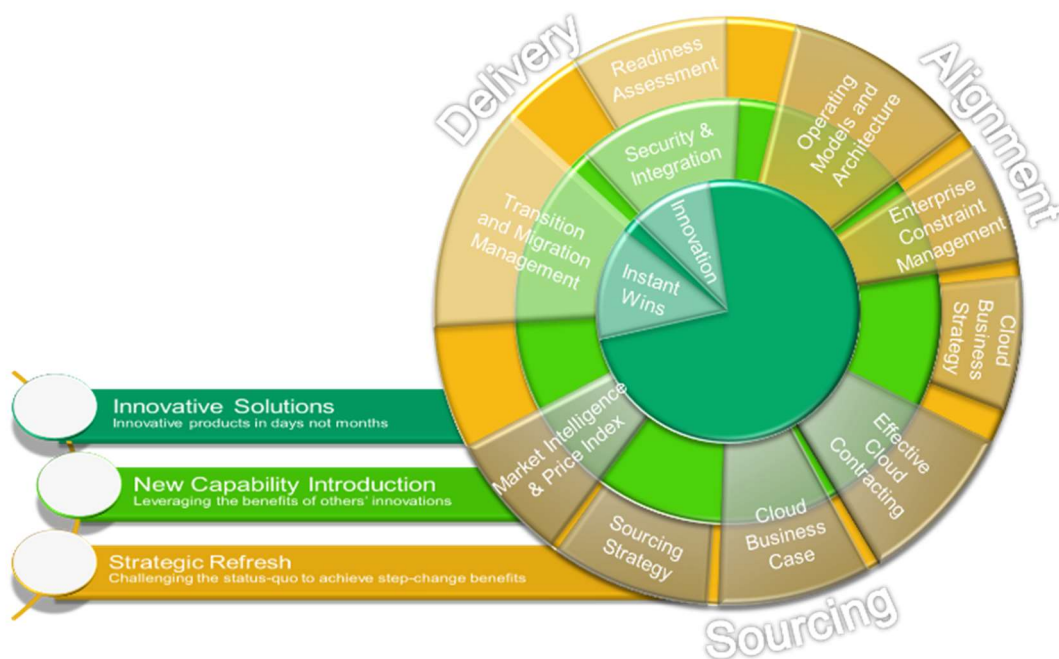 Delivery
Alignment
Sourcing
Readiness
Assessment
Operating
Models and
Architecture
Security &
Integration
Transition
and Migration
Management
Innovation
Instant
Wins
Enterprise
Constraint
Management
Cloud
Business
Strategy
Effective
Cloud
Contracting
Cloud
Business
Case
Sourcing
Strategy
Market Intelligence
& Price Index
Innovative Solutions
Innovative products in days not months
New Capability Introduction
Leveraging the benefits of others' innovations
Strategic Refresh
Challenging the status-quo to achieve step-change benefits